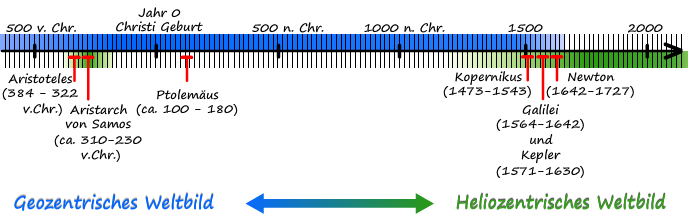 Jahr 0
500 v. Chr.
Christi Geburt
500 n. Chr.
1000 n. Chr.
1500
2000
Aristoteles
(384 - 322
v.Chr.)
Aristarch
von Samos
(ca. 310-230
v.Chr.)
Ptolemäus
(ca. 100 - 180)
Kopernikus
(1473-1543)
Galilei
(1564-1642)
und
Kepler
(1571-1630)
Newton
(1642-1727)
Geozentrisches Weltbild
Heliozentrisches Weltbild